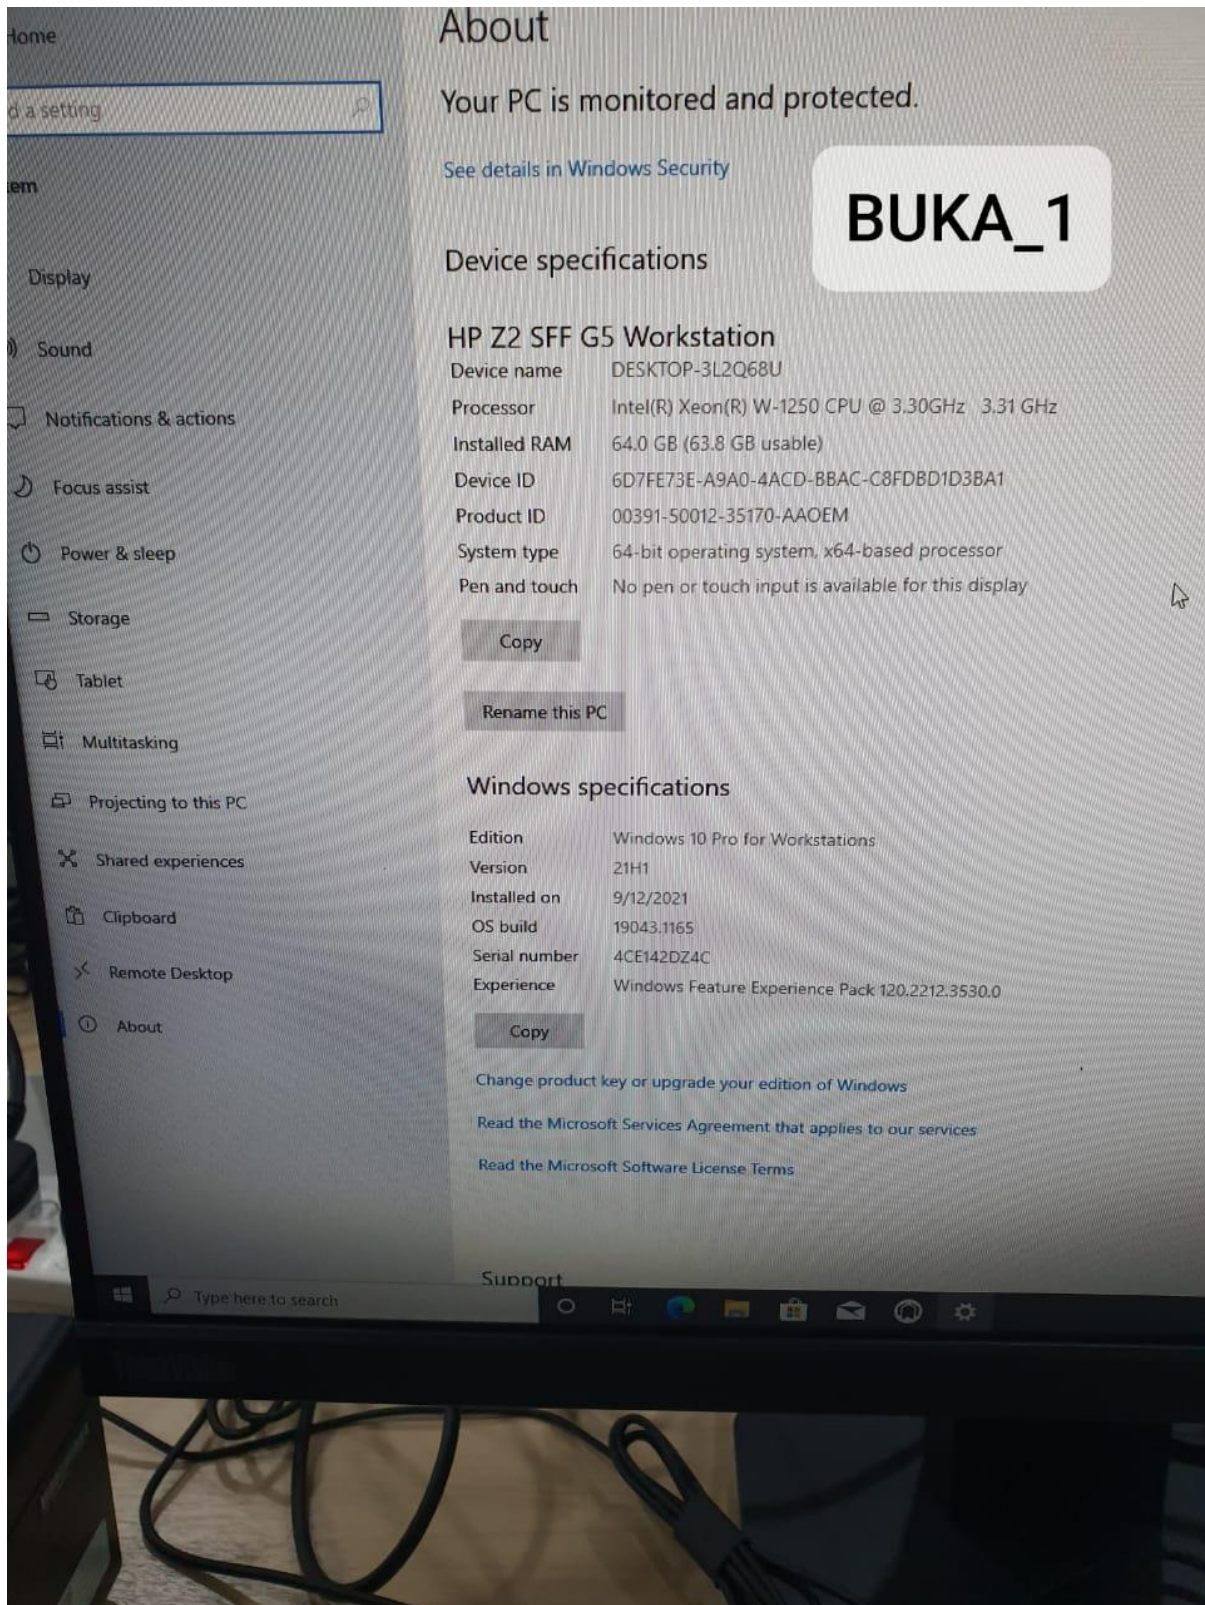 Home
d a setting
tem
Display
Sound
Notifications & actions
Focus assist
Power & sleep
Storage
Tablet
Multitasking
Projecting to this PC
Shared experiences
Clipboard
Remote Desktop
About
About
Your PC is monitored and protected.
See details in Windows Security
BUKA_1
Device specifications
HP Z2 SFF G5 Workstation
Device name DESKTOP-3L2Q68U
Processor Intel(R) Xeon(R) W-1250 CPU @ 3.30GHz 3.31 GHz
Installed RAM 64.0 GB (63.8 GB usable)
Device ID 6D7FE73E-A9A0-4ACD-BBAC-C8FDBD1D3BA1
Product ID 00391-50012-35170-AAOEM
System type 64-bit operating system, x64-based processor
Pen and touch No pen or touch input is available for this display
Copy
Rename this PC
Windows specifications
Edition Windows 10 Pro for Workstations
Version 21H1
Installed on 9/12/2021
OS build 19043.1165
Serial number 4CE142DZ4C
Experience Windows Feature Experience Pack 120.2212.3530.0
Copy
Change product key or upgrade your edition of Windows
Read the Microsoft Services Agreement that applies to our services
Read the Microsoft Software License Terms
Support
Type here to search
ThinkVision